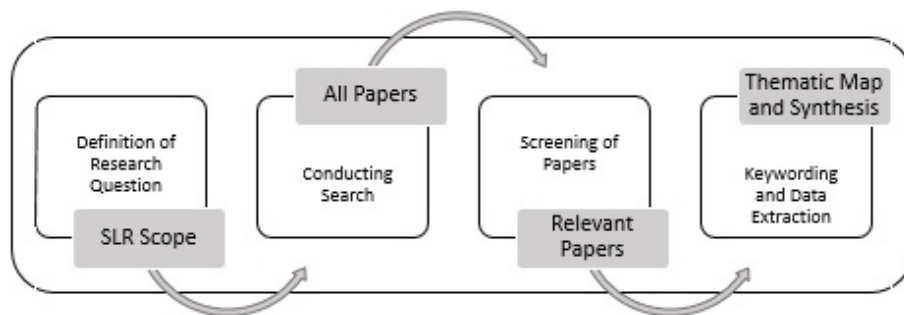 Definition of
Research
Question
SLR Scope
All Papers
Conducting
Search
Screening of
Papers
Relevant
Papers
Thematic Map
and Synthesis
Keywording
and Data
Extraction